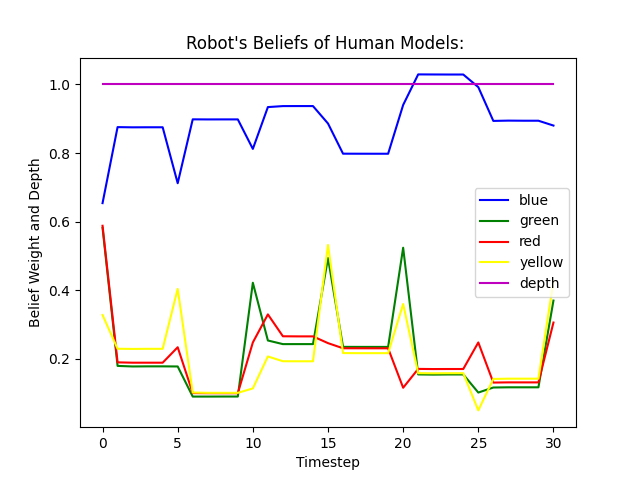 Robot's Beliefs of Human Models:
Belief Weight and Depth
1.0
0.8
0.6
0.4
0.2
blue
green
red
yellow
depth
0 5 10 15 20 25 30
Timestep